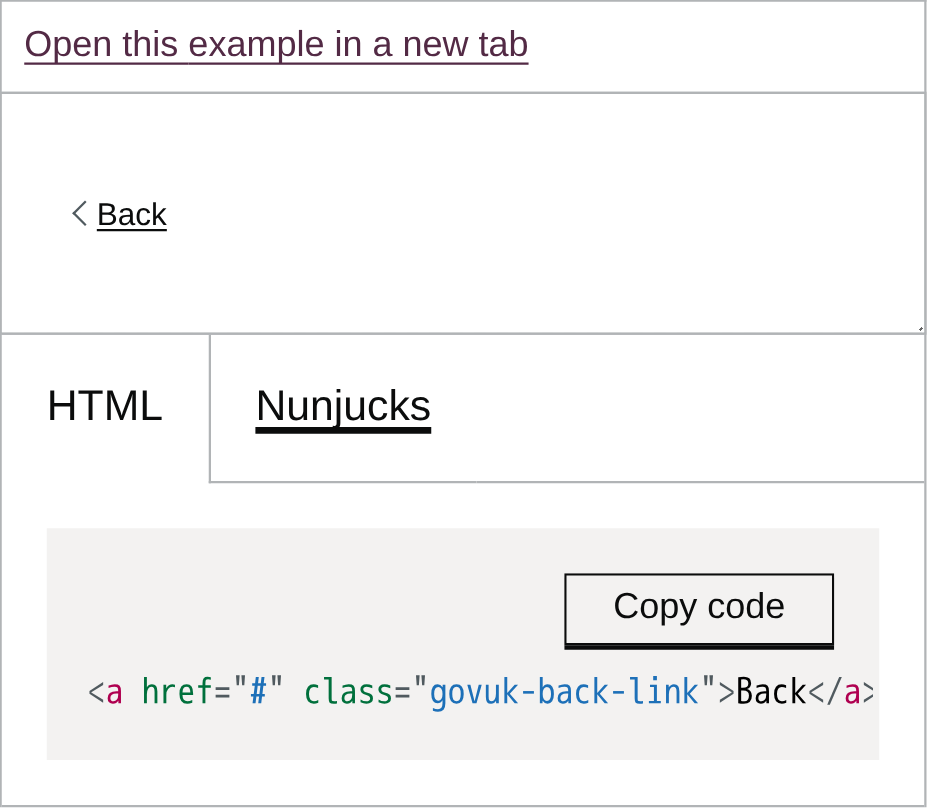 Open this example in a new tab
Back
HTML Nunjucks
Copy code
<a href="#" class="govuk-back-link">Back</a>